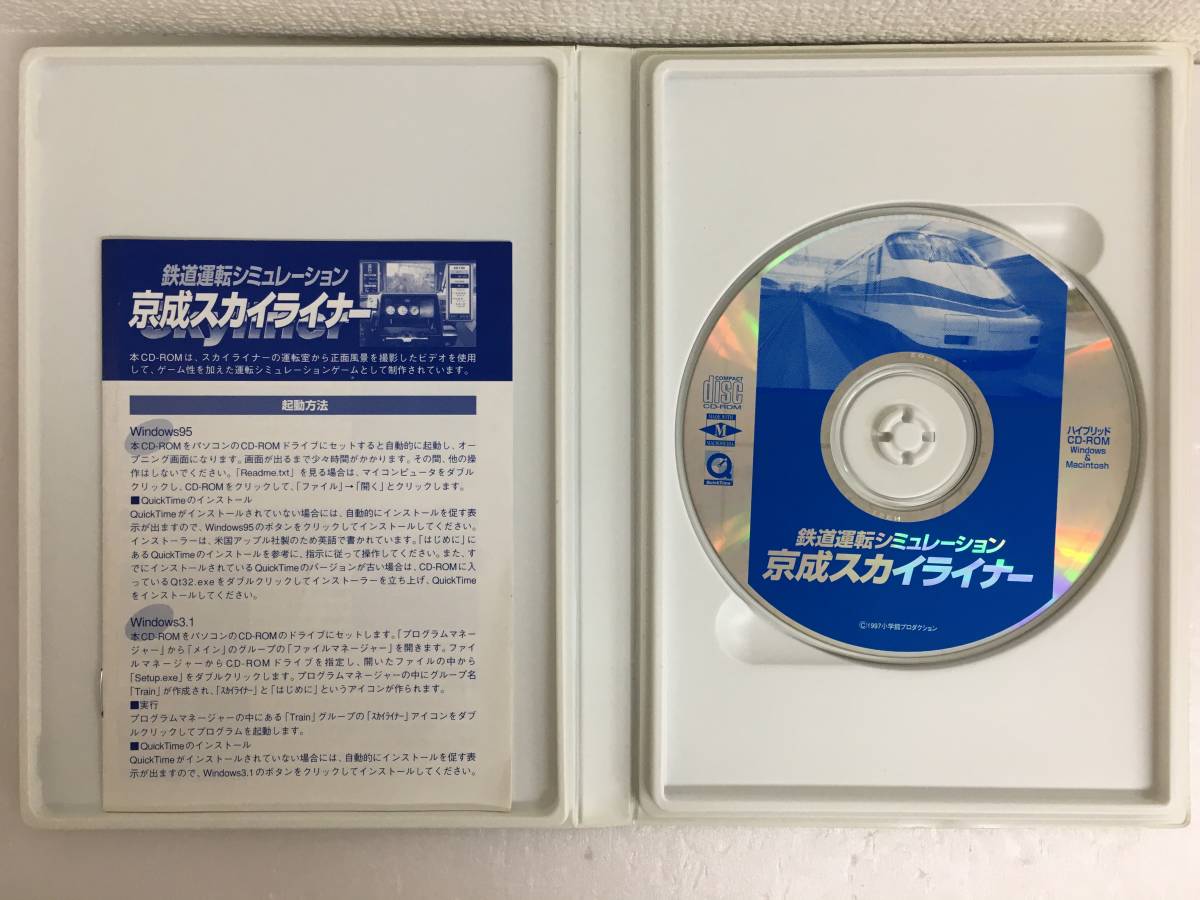 鉄道運転シミュレーション
京成スカイライナー
Skyliner
本CD-ROMは、スカイライナーの運転室から正面風景を撮影したビデオを使用
して、ゲーム性を加えた運転シミュレーションゲームとして制作されています。
起動方法
Windows95
本CD-ROMをパソコンのCD-ROMドライブにセットすると自動的に起動し、オー
プニング画面になります。画面が出るまで少々時間がかかります。その間、他の操
作はしないでください。「Readme.txt」を見る場合は、マイコンピュータをダブル
クリックし、CD-ROMをクリックして、「ファイル」→「開く」とクリックします。
■QuickTimeのインストール
QuickTimeがインストールされていない場合には、自動的にインストールを促す表
示が出ますので、Windows95のボタンをクリックしてインストールしてください。
インストーラーは、米国アップル社製のため英語で書かれています。「はじめに」に
あるQuickTimeのインストールを参考に、指示に従って操作してください。また、す
でにインストールされているQuickTimeのバージョンが古い場合は、CD-ROMに入
っているQt32.exeをダブルクリックしてインストーラーを立ち上げ、QuickTime
をインストールしてください。
Windows3.1
本CD-ROMをパソコンのCD-ROMのドライブにセットします。「プログラムマネー
ジャー」から「メイン」のグループの「ファイルマネージャー」を開きます。ファイ
ルマネージャーからCD-ROMドライブを指定し、開いたファイルの中から
「Setup.exe」をダブルクリックします。プログラムマネージャーの中にグループ名
「Train」が作成され、「ｽｶｲﾗｲﾅｰ」と「はじめに」というアイコンが作られます。
■実行
プログラムマネージャーの中にある「Train」グループの「ｽｶｲﾗｲﾅｰ」アイコンをダブ
ルクリックしてプログラムを起動します。
■QuickTimeのインストール
QuickTimeがインストールされていない場合には、自動的にインストールを促す表
示が出ますので、Windows3.1のボタンをクリックしてインストールしてください。
COMPACT
disc
CD-ROM
MADE WITH
M
MACROMEDIA
QuickTime
ハイブリッド
CD-ROM
Windows
&
Macintosh
鉄道運転シミュレーション
京成スカイライナー
©1997小学館プロダクション